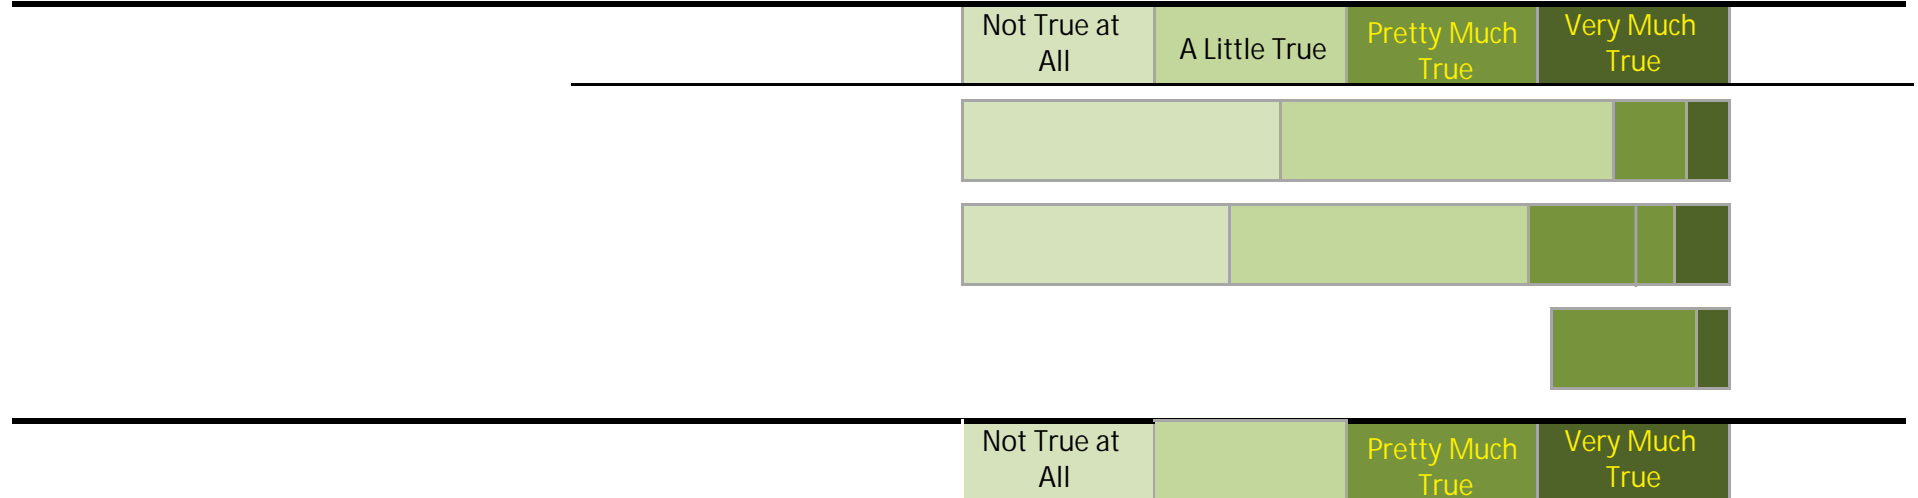 Not True at
All
A Little True
Pretty Much
True
Very Much
True
Not True at
All
Pretty Much
True
Very Much
True